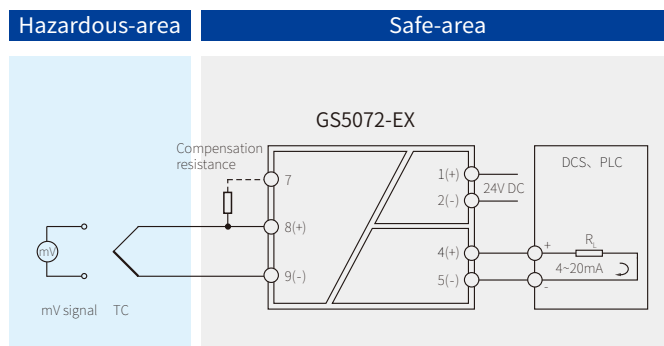 Hazardous-area
Safe-area
GS5072-EX
Compensation
resistance
7
1(+)
24V DC
2(-)
DCS、PLC
8(+)
mV
4(+)
+
R_L
4~20mA
9(-)
5(-)
-
mV signal
TC